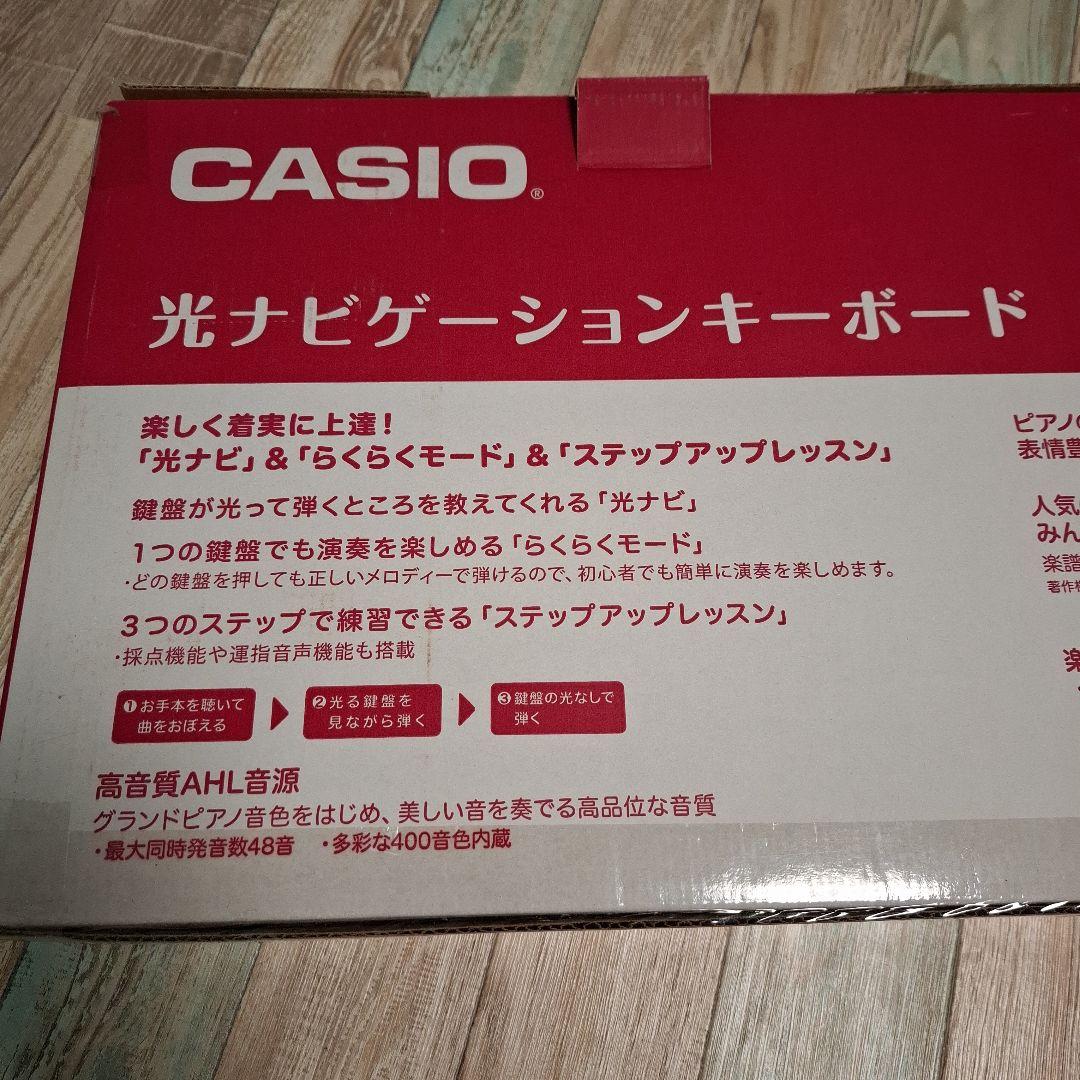 CASIO®
光ナビゲーションキーボード
楽しく着実に上達!
「光ナビ」&「らくらくモード」&「ステップアップレッスン」
鍵盤が光って弾くところを教えてくれる「光ナビ」
1つの鍵盤でも演奏を楽しめる「らくらくモード」
・どの鍵盤を押しても正しいメロディーで弾けるので、初心者でも簡単に演奏を楽しめます。
3つのステップで練習できる「ステップアップレッスン」
・採点機能や運指音声機能も搭載
❶お手本を聴いて
曲をおぼえる
❷光る鍵盤を
見ながら弾く
❸鍵盤の光なしで
弾く
高音質AHL音源
グランドピアノ音色をはじめ、美しい音を奏でる高品位な音質
・最大同時発音数48音 ・多彩な400音色内蔵
ピアノの
表情豊
人気
みん
楽譜
著作
楽